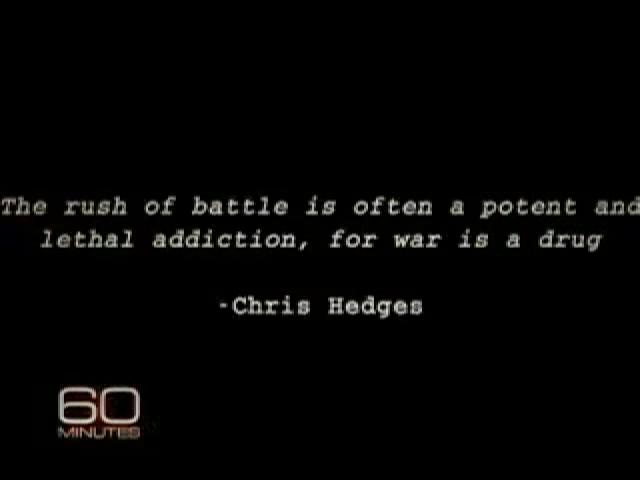 The rush of battle is often a potent and
lethal addiction, for war is a drug
-Chris Hedges
60
MINUTES